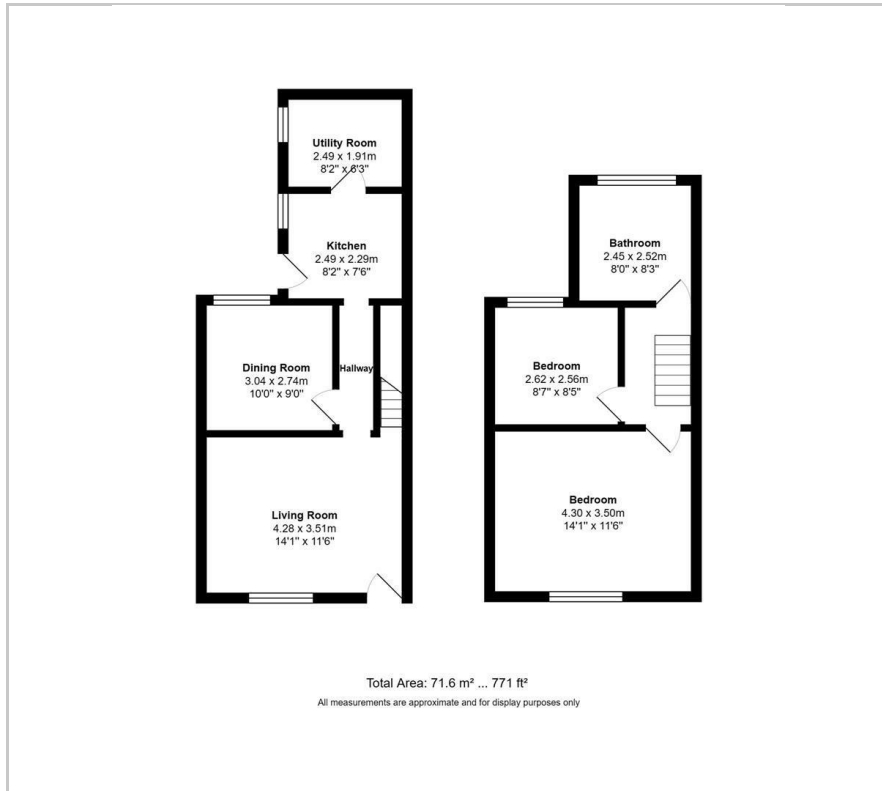 Utility Room
2.49 x 1.91m
8'2" x 6'3"
Kitchen
2.49 x 2.29m
8'2" x 7'6"
Bathroom
2.45 x 2.52m
8'0" x 8'3"
Dining Room
3.04 x 2.74m
10'0" x 9'0"
Hallway
Bedroom
2.62 x 2.56m
8'7" x 8'5"
Living Room
4.28 x 3.51m
14'1" x 11'6"
Bedroom
4.30 x 3.50m
14'1" x 11'6"
Total Area: 71.6 m² ... 771 ft²
All measurements are approximate and for display purposes only